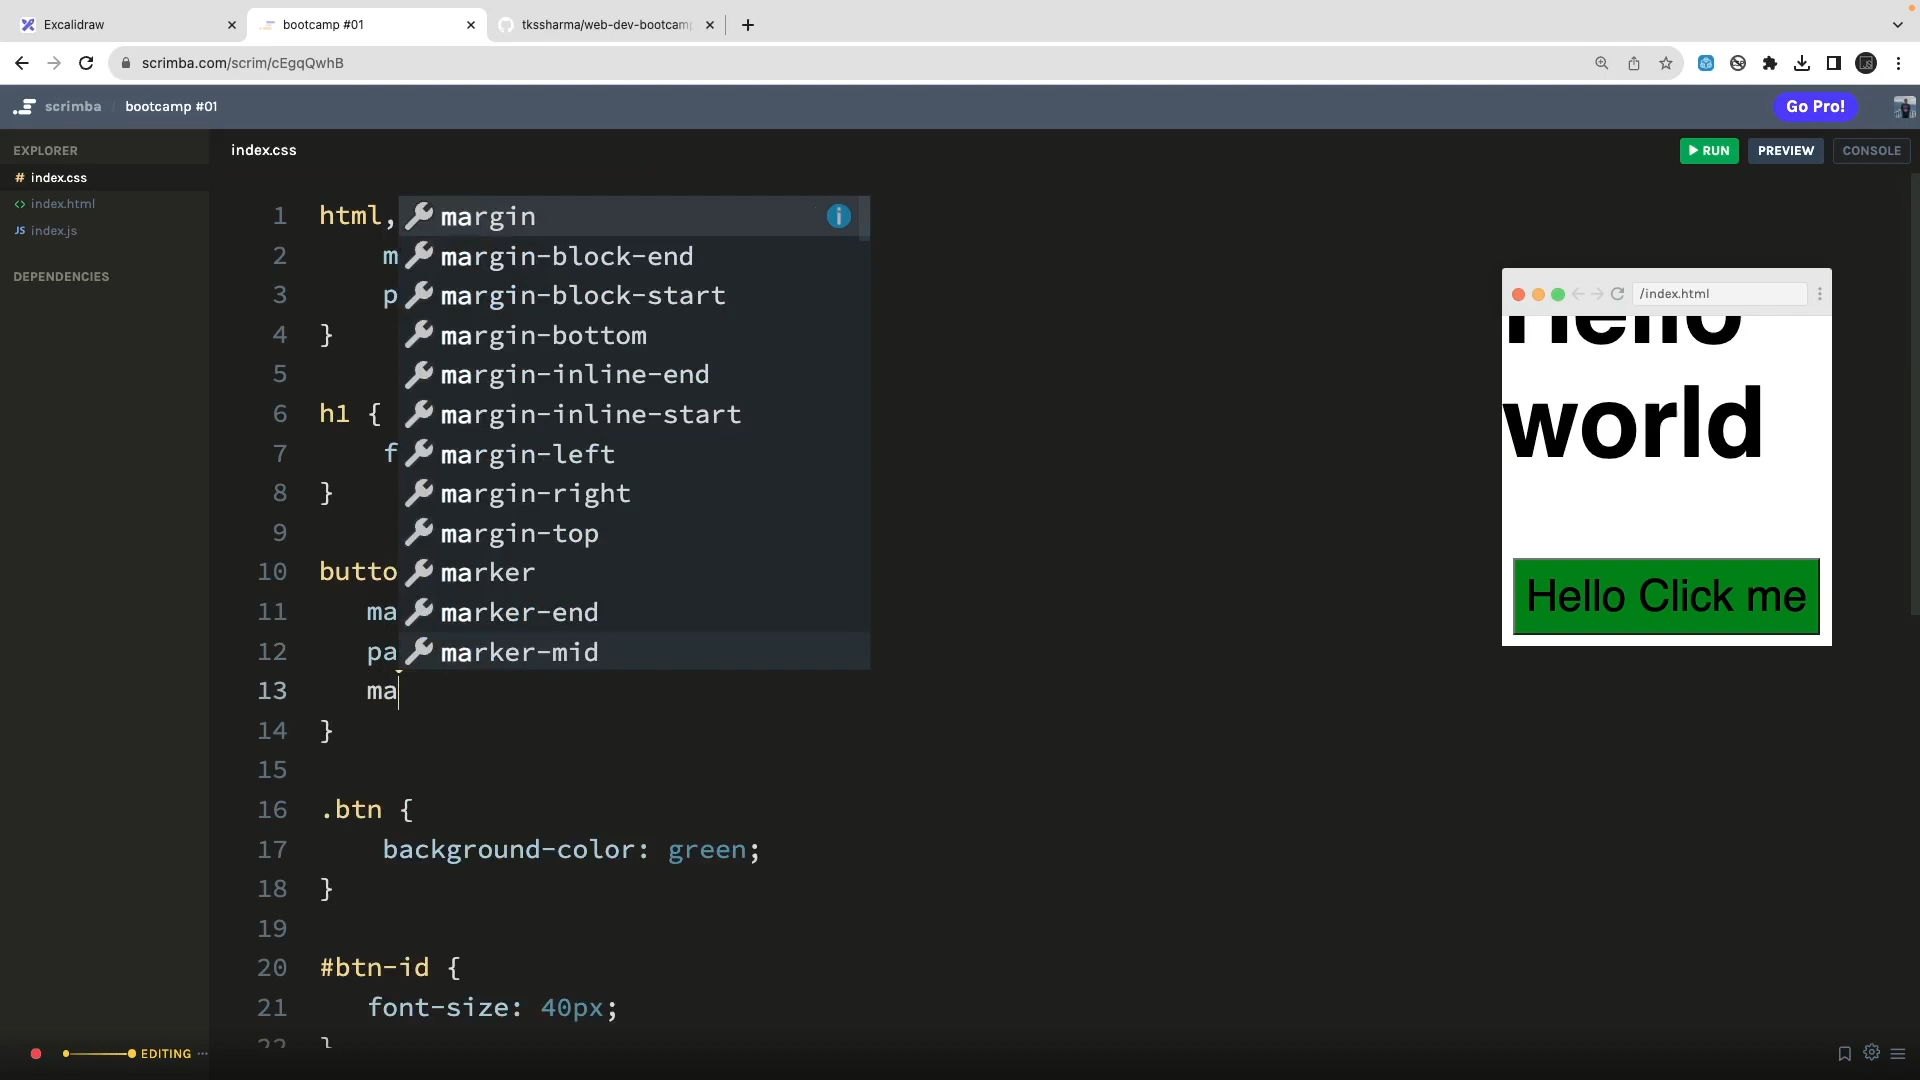 Excalidraw
bootcamp #01
tkssharma/web-dev-bootcamp
scrimba.com/scrim/cEgqQwhB
scrimba
bootcamp #01
Go Pro!
EXPLORER
# index.css
<> index.html
JS index.js
DEPENDENCIES
index.css
RUN
PREVIEW
CONSOLE
1 html,
2 m
3 p
4 }
5
6 h1 {
7 f
8 }
9
10 butto
11 ma
12 pa
13 ma
14 }
15
16 .btn {
17 background-color: green;
18 }
19
20 #btn-id {
21 font-size: 40px;
22 }
margin
margin-block-end
margin-block-start
margin-bottom
margin-inline-end
margin-inline-start
margin-left
margin-right
margin-top
marker
marker-end
marker-mid
/index.html
Hello
world
Hello Click me
EDITING ...